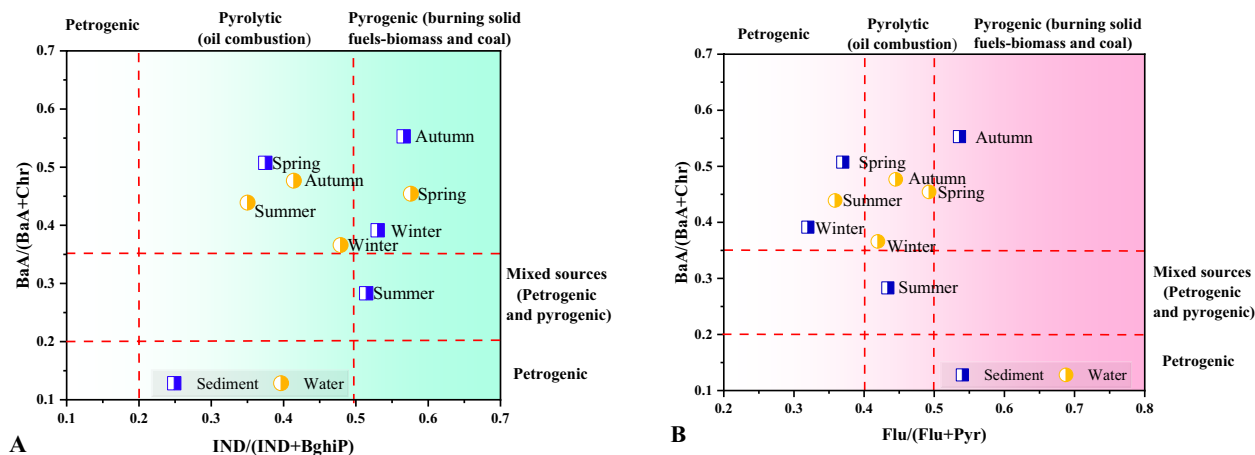 Petrogenic
Pyrolytic
(oil combustion)
Pyrogenic (burning solid
fuels-biomass and coal)
BaA/(BaA+Chr)
0.7
0.6
0.5
0.4
0.3
0.2
0.1
Autumn
Spring
Autumn
Spring
Summer
Winter
Winter
Summer
Sediment
Water
0.1
0.2
0.3
0.4
0.5
0.6
0.7
IND/(IND+BghiP)
A
Mixed sources
(Petrogenic
and pyrogenic)
Petrogenic
Petrogenic
Pyrolytic
(oil combustion)
Pyrogenic (burning solid
fuels-biomass and coal)
BaA/(BaA+Chr)
0.7
0.6
0.5
0.4
0.3
0.2
0.1
Autumn
Spring
Autumn
Spring
Summer
Winter
Winter
Summer
Sediment
Water
0.2
0.3
0.4
0.5
0.6
0.7
0.8
Flu/(Flu+Pyr)
B
Mixed sources
(Petrogenic
and pyrogenic)
Petrogenic